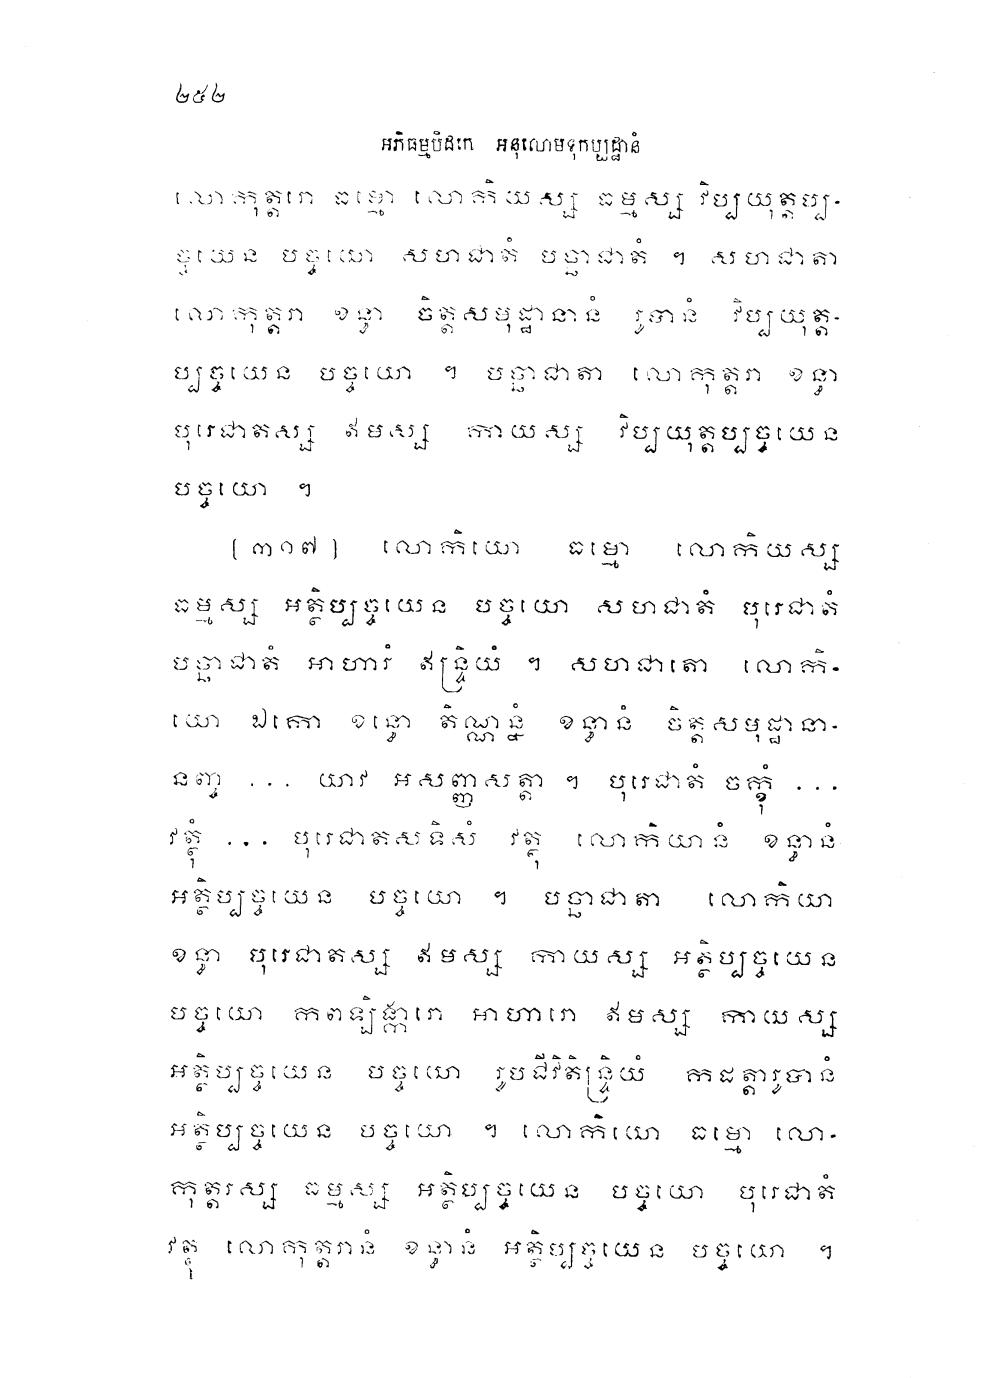 ២៥២
អភិធម្មបិដកេ អនុលោមទុកប្បដ្ឋានំ
លោកុត្តរោ ធម្មោ លោកិយស្ស ធម្មស្ស វិប្បយុត្តប្ប-
ច្ចយេន បច្ចយោ សហជាតំ បច្ឆាជាតំ ។ សហជាតា
លោកុត្តរា ខន្ធា ចិត្តសមុដ្ឋានានំ រូបានំ វិប្បយុត្ត-
ប្បច្ចយេន បច្ចយោ ។ បច្ឆាជាតា លោកុត្តរា ខន្ធា
បុរេជាតស្ស ឥមស្ស កាយស្ស វិប្បយុត្តប្បច្ចយេន
បច្ចយោ ។
[៣១៧] លោកិយោ ធម្មោ លោកិយស្ស
ធម្មស្ស អត្ថិប្បច្ចយេន បច្ចយោ សហជាតំ បុរេជាតំ
បច្ឆាជាតំ អាហារំ ឥន្ទ្រិយំ ។ សហជាតោ លោកិ-
យោ ឯកោ ខន្ធោ តិណ្ណន្នំ ខន្ធានំ ចិត្តសមុដ្ឋានា-
នញ្ច ... យាវ អសញ្ញសត្តា ។ បុរេជាតំ ចក្ខុំ ...
វត្ថុំ ... បុរេជាតសទិសំ វត្ថុ លោកិយានំ ខន្ធានំ
អត្ថិប្បច្ចយេន បច្ចយោ ។ បច្ឆាជាតា លោកិយា
ខន្ធា បុរេជាតស្ស ឥមស្ស កាយស្ស អត្ថិប្បច្ចយេន
បច្ចយោ កពឡិង្ការោ អាហារោ ឥមស្ស កាយស្ស
អត្ថិប្បច្ចយេន បច្ចយោ រូបជីវិតិន្ទ្រិយំ កដត្តារូបានំ
អត្ថិប្បច្ចយេន បច្ចយោ ។ លោកិយោ ធម្មោ លោ-
កុត្តរស្ស ធម្មស្ស អត្ថិប្បច្ចយេន បច្ចយោ បុរេជាតំ
វត្ថុ លោកុត្តរានំ ខន្ធានំ អត្ថិប្បច្ចយេន បច្ចយោ ។